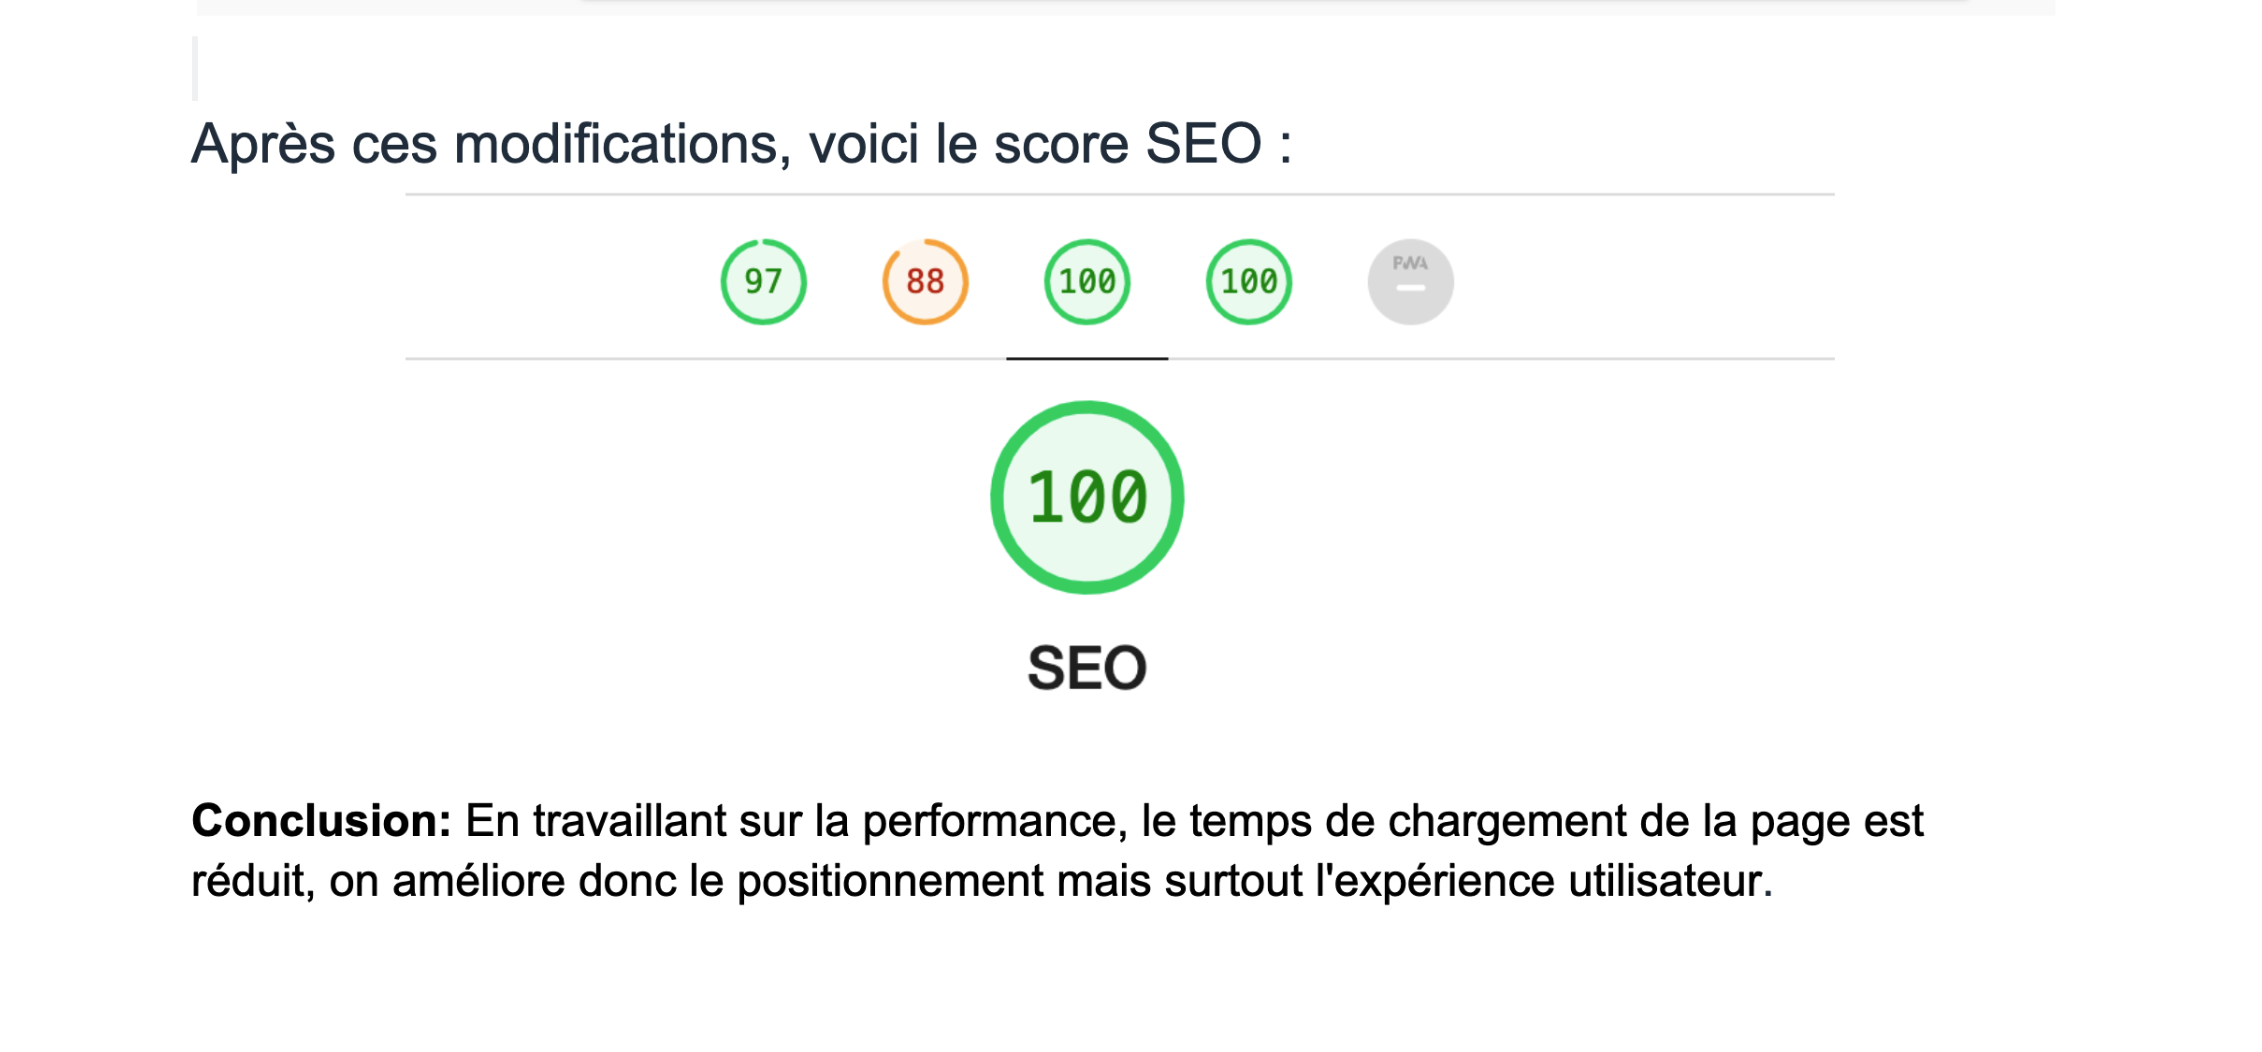 Après ces modifications, voici le score SEO :
97 88 100 100 PWA
100
SEO
Conclusion: En travaillant sur la performance, le temps de chargement de la page est
réduit, on améliore donc le positionnement mais surtout l'expérience utilisateur.